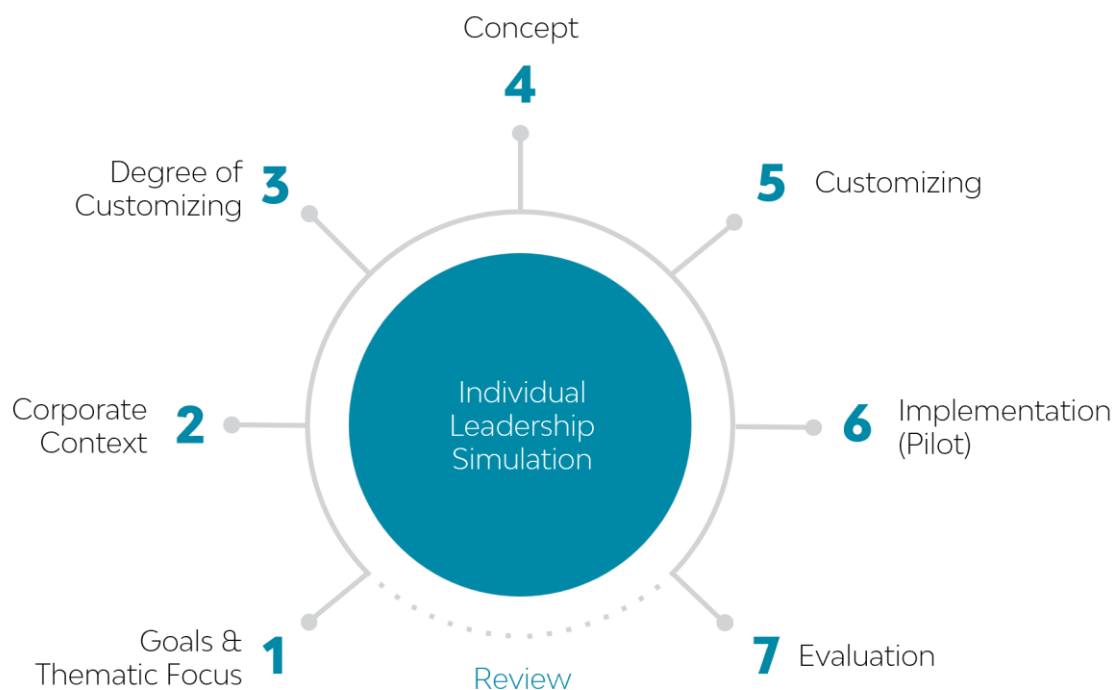 Concept
4
Degree of
Customizing
3
5
Customizing
Individual
Leadership
Simulation
Corporate
Context
2
6
Implementation
(Pilot)
Goals &
Thematic Focus
1
7
Evaluation
Review